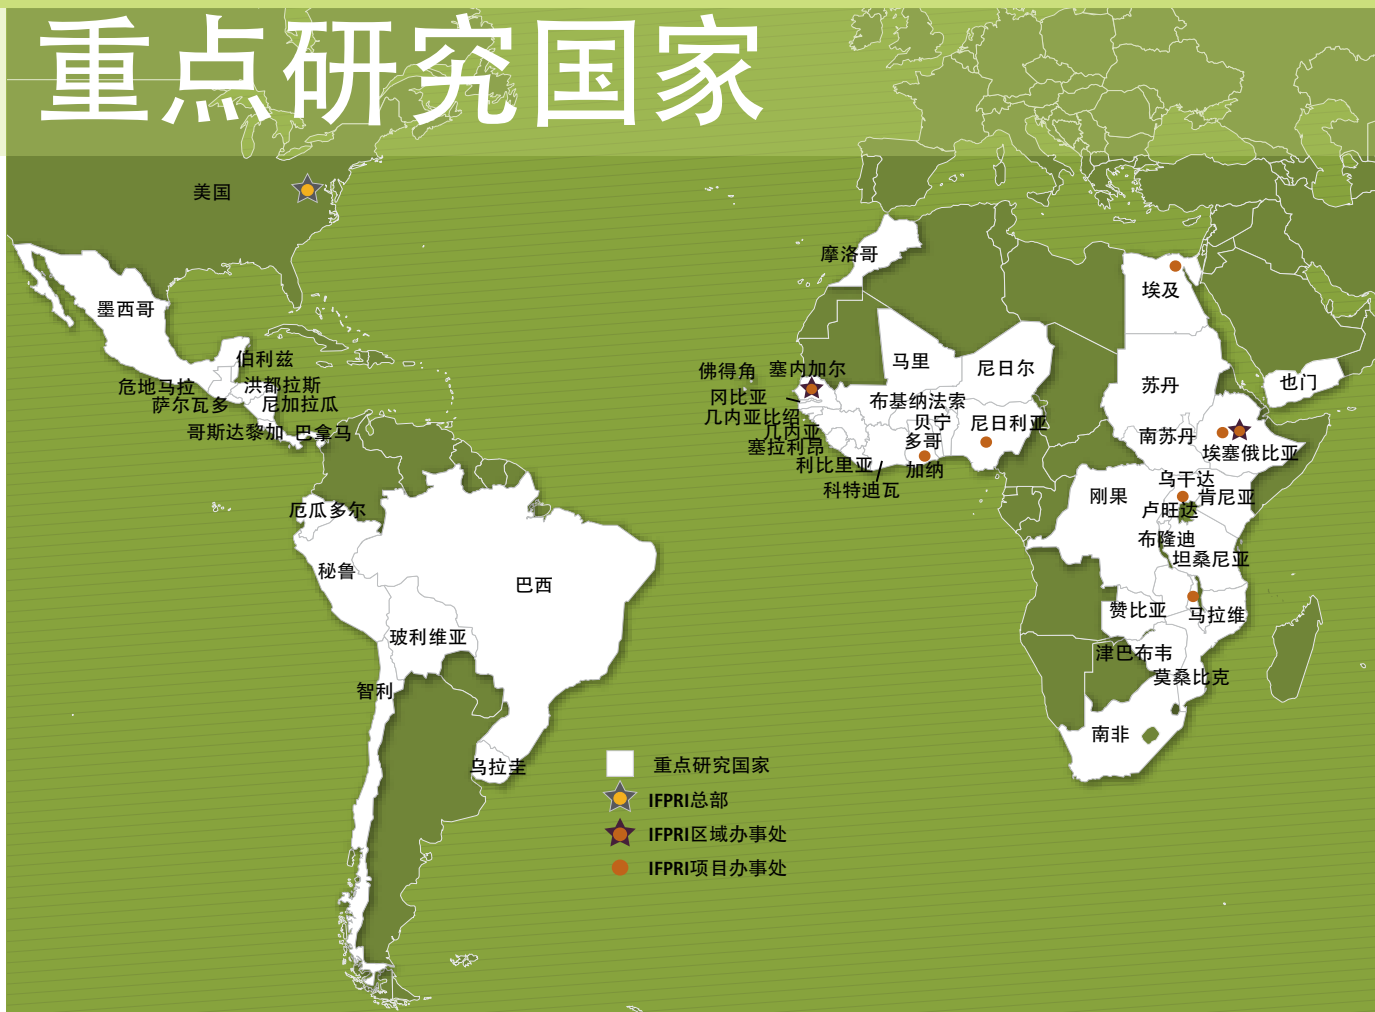 重点研究国家
美国
墨西哥
伯利兹
危地马拉
洪都拉斯
萨尔瓦多
尼加拉瓜
哥斯达黎加
巴拿马
厄瓜多尔
秘鲁
巴西
玻利维亚
智利
乌拉圭
摩洛哥
埃及
马里
尼日尔
苏丹
也门
佛得角
塞内加尔
冈比亚
布基纳法索
几内亚比绍
贝宁
尼日利亚
几内亚
多哥
南苏丹
塞拉利昂
埃塞俄比亚
利比里亚
加纳
科特迪瓦
乌干达
刚果
肯尼亚
卢旺达
布隆迪
坦桑尼亚
赞比亚
马拉维
津巴布韦
莫桑比克
南非
重点研究国家
IFPRI总部
IFPRI区域办事处
IFPRI项目办事处